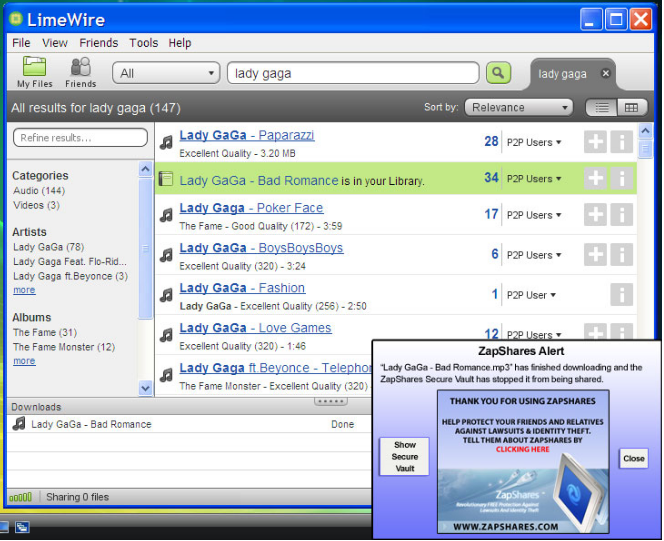 LimeWire
File View Friends Tools Help
My Files
Friends
All
lady gaga
lady gaga
All results for lady gaga (147)
Sort by:
Relevance
Refine results...
Categories
Audio (144)
Videos (3)
Artists
Lady GaGa (78)
Lady Gaga Feat. Flo-Rid...
Lady Gaga ft.Beyonce (3)
more
Albums
The Fame (31)
The Fame Monster (12)
more
Lady GaGa - Paparazzi
Excellent Quality - 3.20 MB
28 P2P Users
Lady GaGa - Bad Romance is in your Library.
34 P2P Users
Lady Gaga - Poker Face
The Fame - Good Quality (172) - 3:59
17 P2P Users
Lady GaGa - BoysBoysBoys
Excellent Quality (320) - 3:24
6 P2P Users
Lady GaGa - Fashion
Lady GaGa - Excellent Quality (256) - 2:50
1 P2P User
Lady GaGa - Love Games
Excellent Quality (320) - 1:46
12 P2P Users
Lady Gaga ft.Beyonce - Telephon
The Fame Monster - Excellent Quality (320)
Downloads
Lady GaGa - Bad Romance
Done
Sharing 0 files
ZapShares Alert
"Lady GaGa - Bad Romance.mp3" has finished downloading and the
ZapShares Secure Vault has stopped it from being shared.
Show
Secure
Vault
THANK YOU FOR USING ZAPSHARES
HELP PROTECT YOUR FRIENDS AND RELATIVES
AGAINST LAWSUITS & IDENTITY THEFT.
TELL THEM ABOUT ZAPSHARES BY
CLICKING HERE
ZapShares
Revolutionary FREE Protection Against
Lawsuits And Identity Theft
WWW.ZAPSHARES.COM
Close